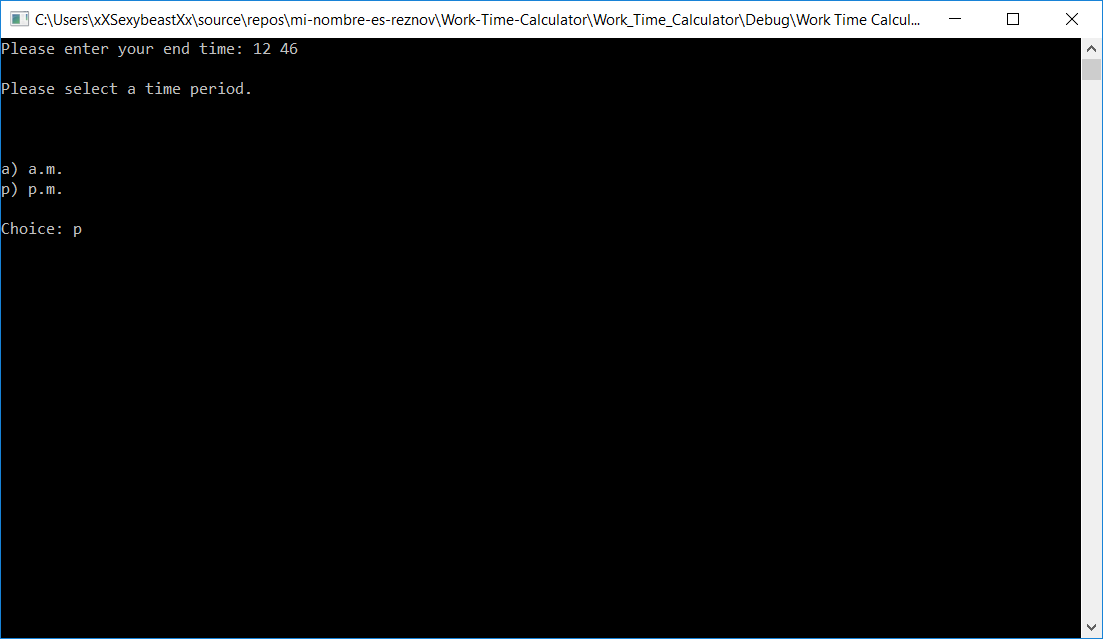 C:\Users\xXSexybeastXx\source\repos\mi-nombre-es-reznov\Work-Time-Calculator\Work_Time_Calculator\Debug\Work Time Calcul...
Please enter your end time: 12 46
Please select a time period.
a) a.m.
p) p.m.
Choice: p